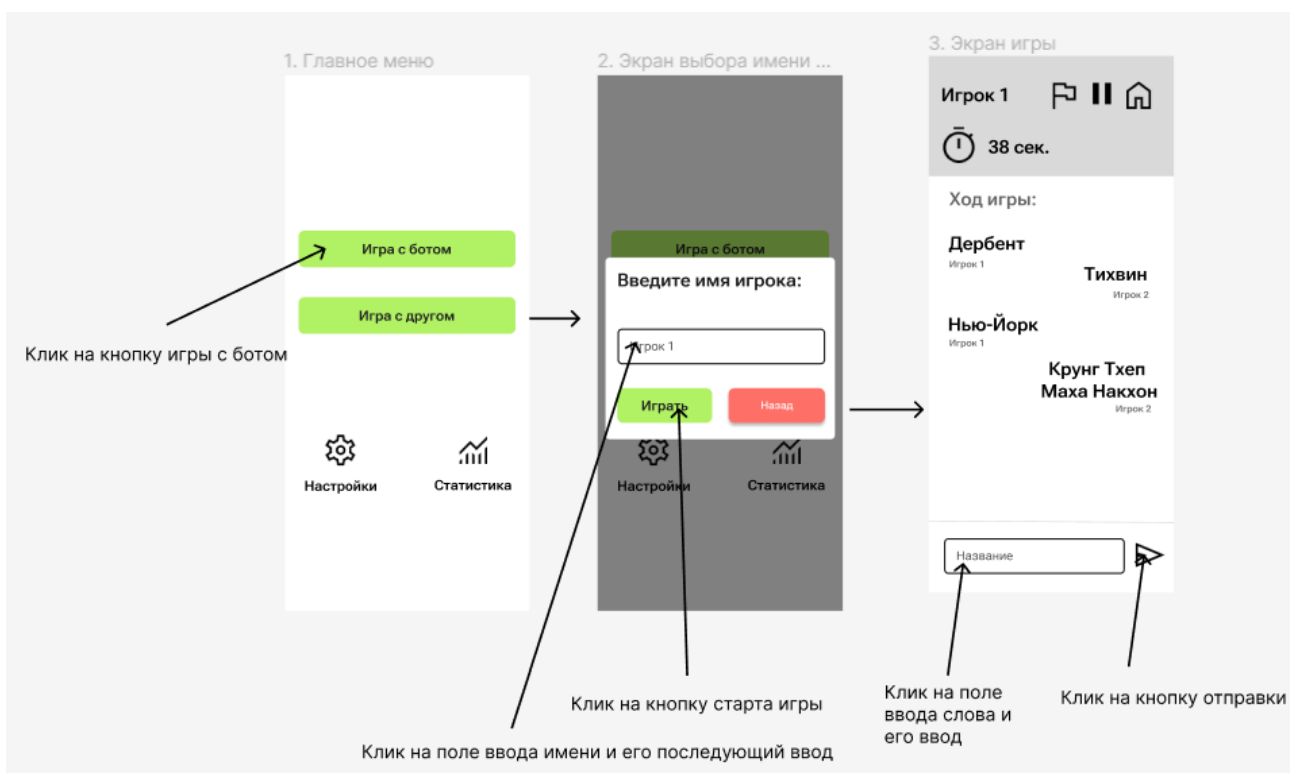 1. Главное меню
Игра с ботом
Игра с другом
Настройки
Статистика
Клик на кнопку игры с ботом
2. Экран выбора имени ...
Игра с ботом
Введите имя игрока:
Игрок 1
Играть
Назад
Настройки
Статистика
Клик на кнопку старта игры
Клик на поле ввода имени и его последующий ввод
3. Экран игры
Игрок 1
38 сек.
Ход игры:
Дербент
Игрок 1
Тихвин
Игрок 2
Нью-Йорк
Игрок 1
Крунг Тхеп
Маха Накхон
Игрок 2
Название
Клик на поле
ввода слова и
его ввод
Клик на кнопку отправки